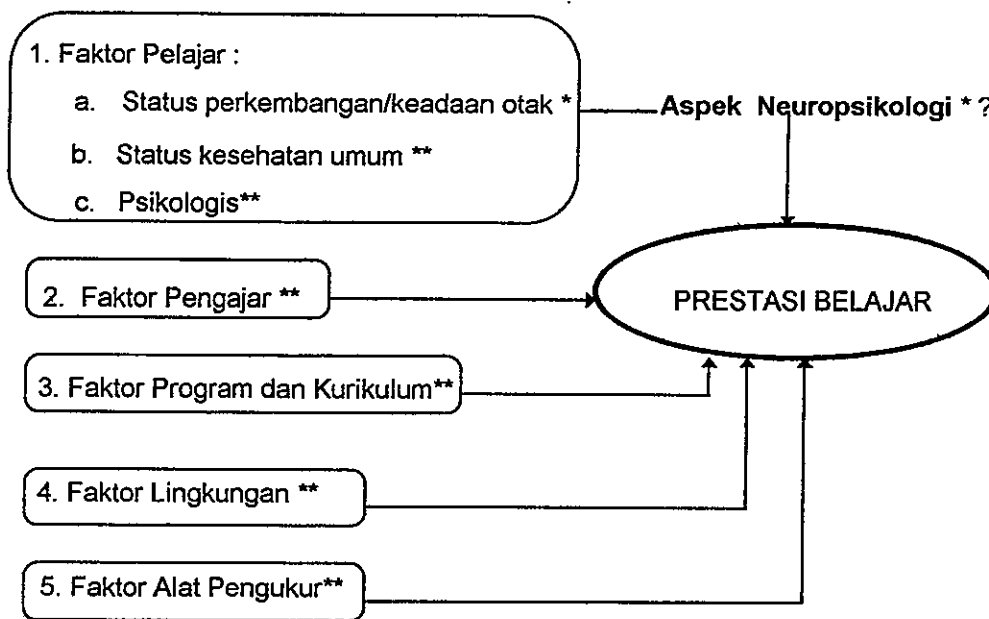 1. Faktor Pelajar :
a. Status perkembangan/keadaan otak *
Aspek Neuropsikologi * ?
b. Status kesehatan umum **
c. Psikologis**
2. Faktor Pengajar **
PRESTASI BELAJAR
3. Faktor Program dan Kurikulum**
4. Faktor Lingkungan **
5. Faktor Alat Pengukur**